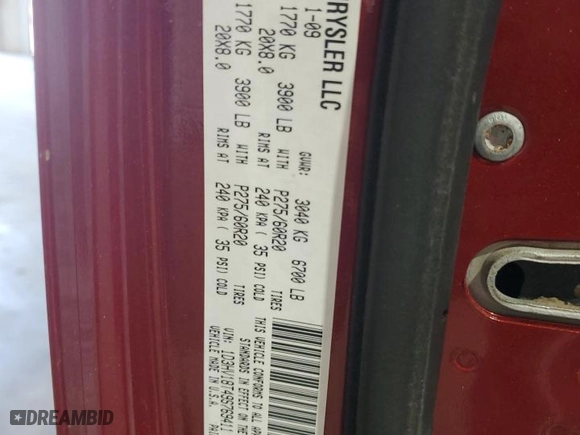 RYSLER LLC
1-09 GVWR: 3040 KG 6700 LB
1770 KG 3900 LB WITH P275/60R20 TIRES
20X8.0 RIMS AT 240 KPA ( 35 PSI) COLD
1770 KG 3900 LB WITH P275/60R20 TIRES
20X8.0 RIMS AT 240 KPA ( 35 PSI) COLD
THIS VEHICLE CONFORMS TO ALL
STANDARDS IN EFFECT ON THE
VIN:
VEHICLE MADE IN U.S.A.
DREAMBID